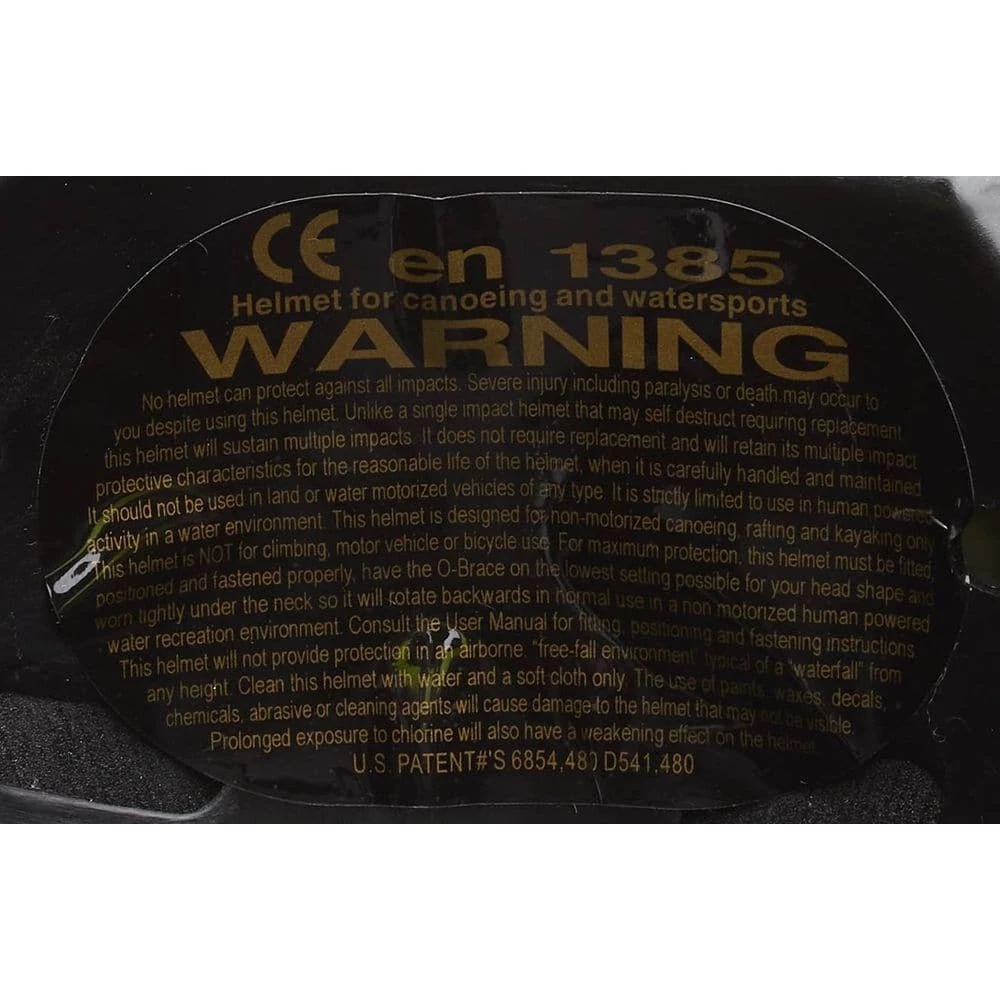 CE en 1385
Helmet for canoeing and watersports
WARNING
No helmet can protect against all impacts. Severe injury including paralysis or death may occur to
you despite using this helmet. Unlike a single impact helmet that may self destruct requiring replacement
this helmet will sustain multiple impacts. It does not require replacement and will retain its multiple impact
protective characteristics for the reasonable life of the helmet, when it is carefully handled and maintained.
It should not be used in land or water motorized vehicles of any type. It is strictly limited to use in human powered
activity in a water environment. This helmet is designed for non-motorized canoeing, rafting and kayaking only
This helmet is NOT for climbing, motor vehicle or bicycle use. For maximum protection, this helmet must be fitted,
positioned and fastened properly, have the O-Brace on the lowest setting possible for your head shape and
worn tightly under the neck so it will rotate backwards in normal use in a non motorized human powered
water recreation environment. Consult the User Manual for fitting, positioning and fastening instructions
This helmet will not provide protection in an airborne "free-fall environment" typical of a "waterfall" from
any height. Clean this helmet with water and a soft cloth only. The use of paints, waxes, decals,
chemicals, abrasive or cleaning agents will cause damage to the helmet that may not be visible.
Prolonged exposure to chlorine will also have a weakening effect on the helmet.
U.S. PATENT#'S 6854,480 D541,480